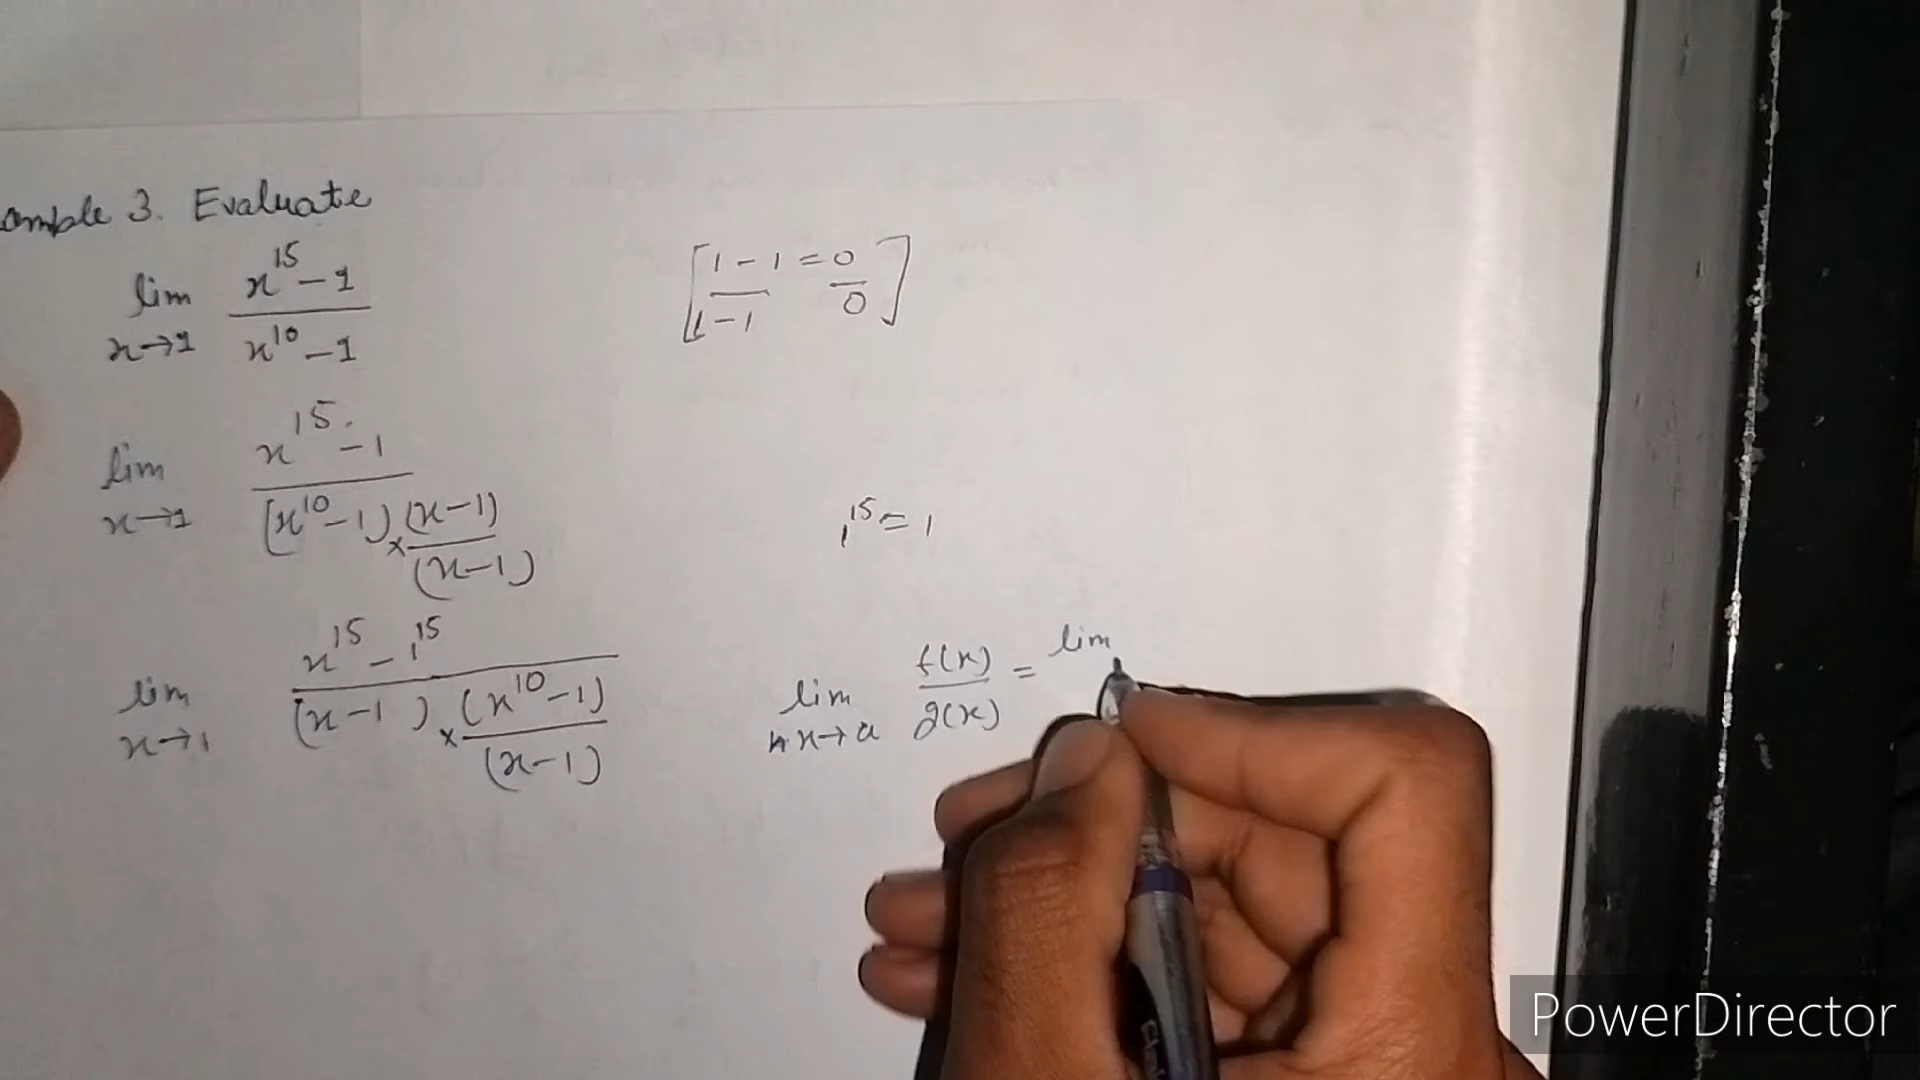 3. Evaluate
lim x→1 (x^15 - 1)/(x^10 - 1)
[(1-1)/(1-1) = 0/0]
lim x→1 (x^15 - 1)/((x^10 - 1) × (x-1)/(x-1))
1^15 = 1
lim x→1 (x^15 - 1^15)/((x-1) × (x^10 - 1)/(x-1))
lim x→a f(x)/g(x) = lim
PowerDirector